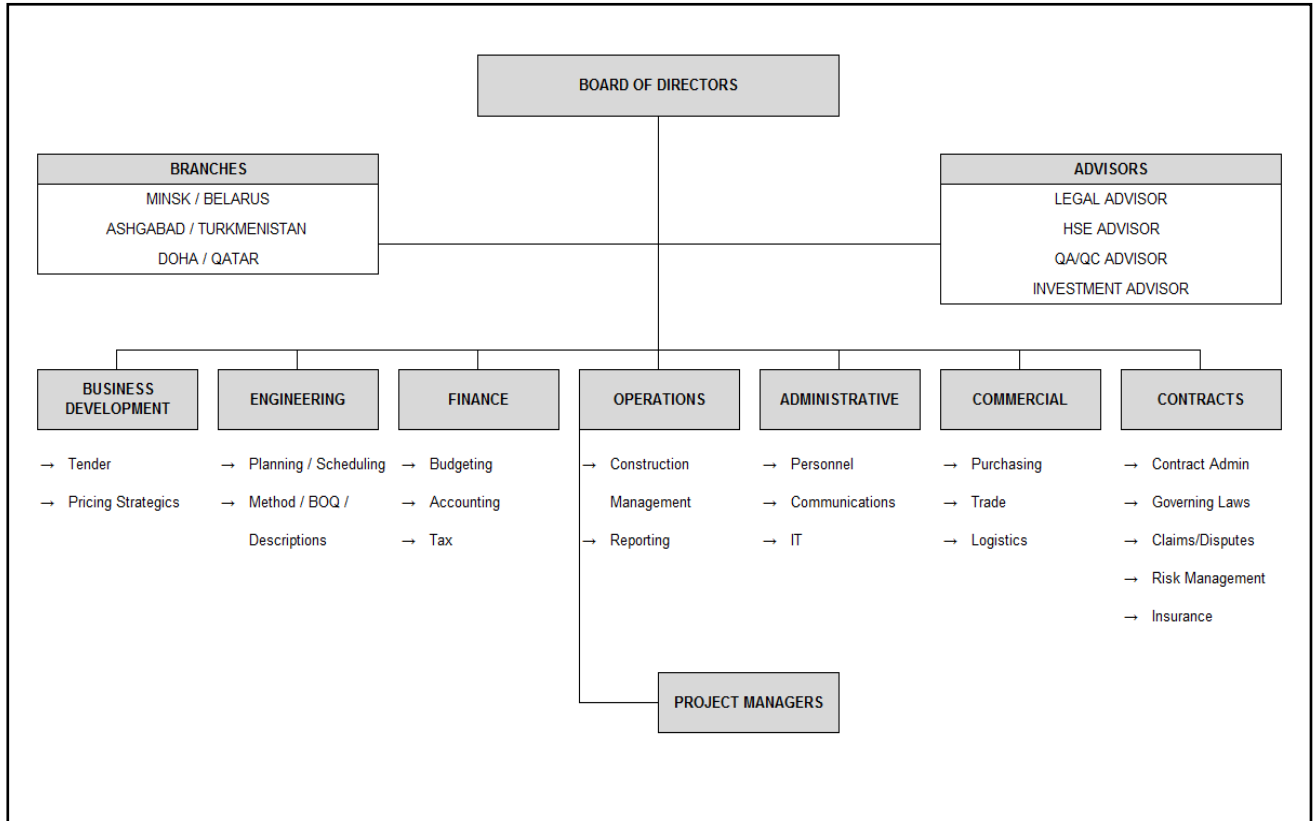 BOARD OF DIRECTORS
BRANCHES
MINSK / BELARUS
ASHGABAD / TURKMENISTAN
DOHA / QATAR
ADVISORS
LEGAL ADVISOR
HSE ADVISOR
QA/QC ADVISOR
INVESTMENT ADVISOR
BUSINESS
DEVELOPMENT
→ Tender
→ Pricing Strategics
ENGINEERING
→ Planning / Scheduling
→ Method / BOQ /
Descriptions
FINANCE
→ Budgeting
→ Accounting
→ Tax
OPERATIONS
→ Construction
Management
→ Reporting
ADMINISTRATIVE
→ Personnel
→ Communications
→ IT
COMMERCIAL
→ Purchasing
→ Trade
→ Logistics
CONTRACTS
→ Contract Admin
→ Governing Laws
→ Claims/Disputes
→ Risk Management
→ Insurance
PROJECT MANAGERS